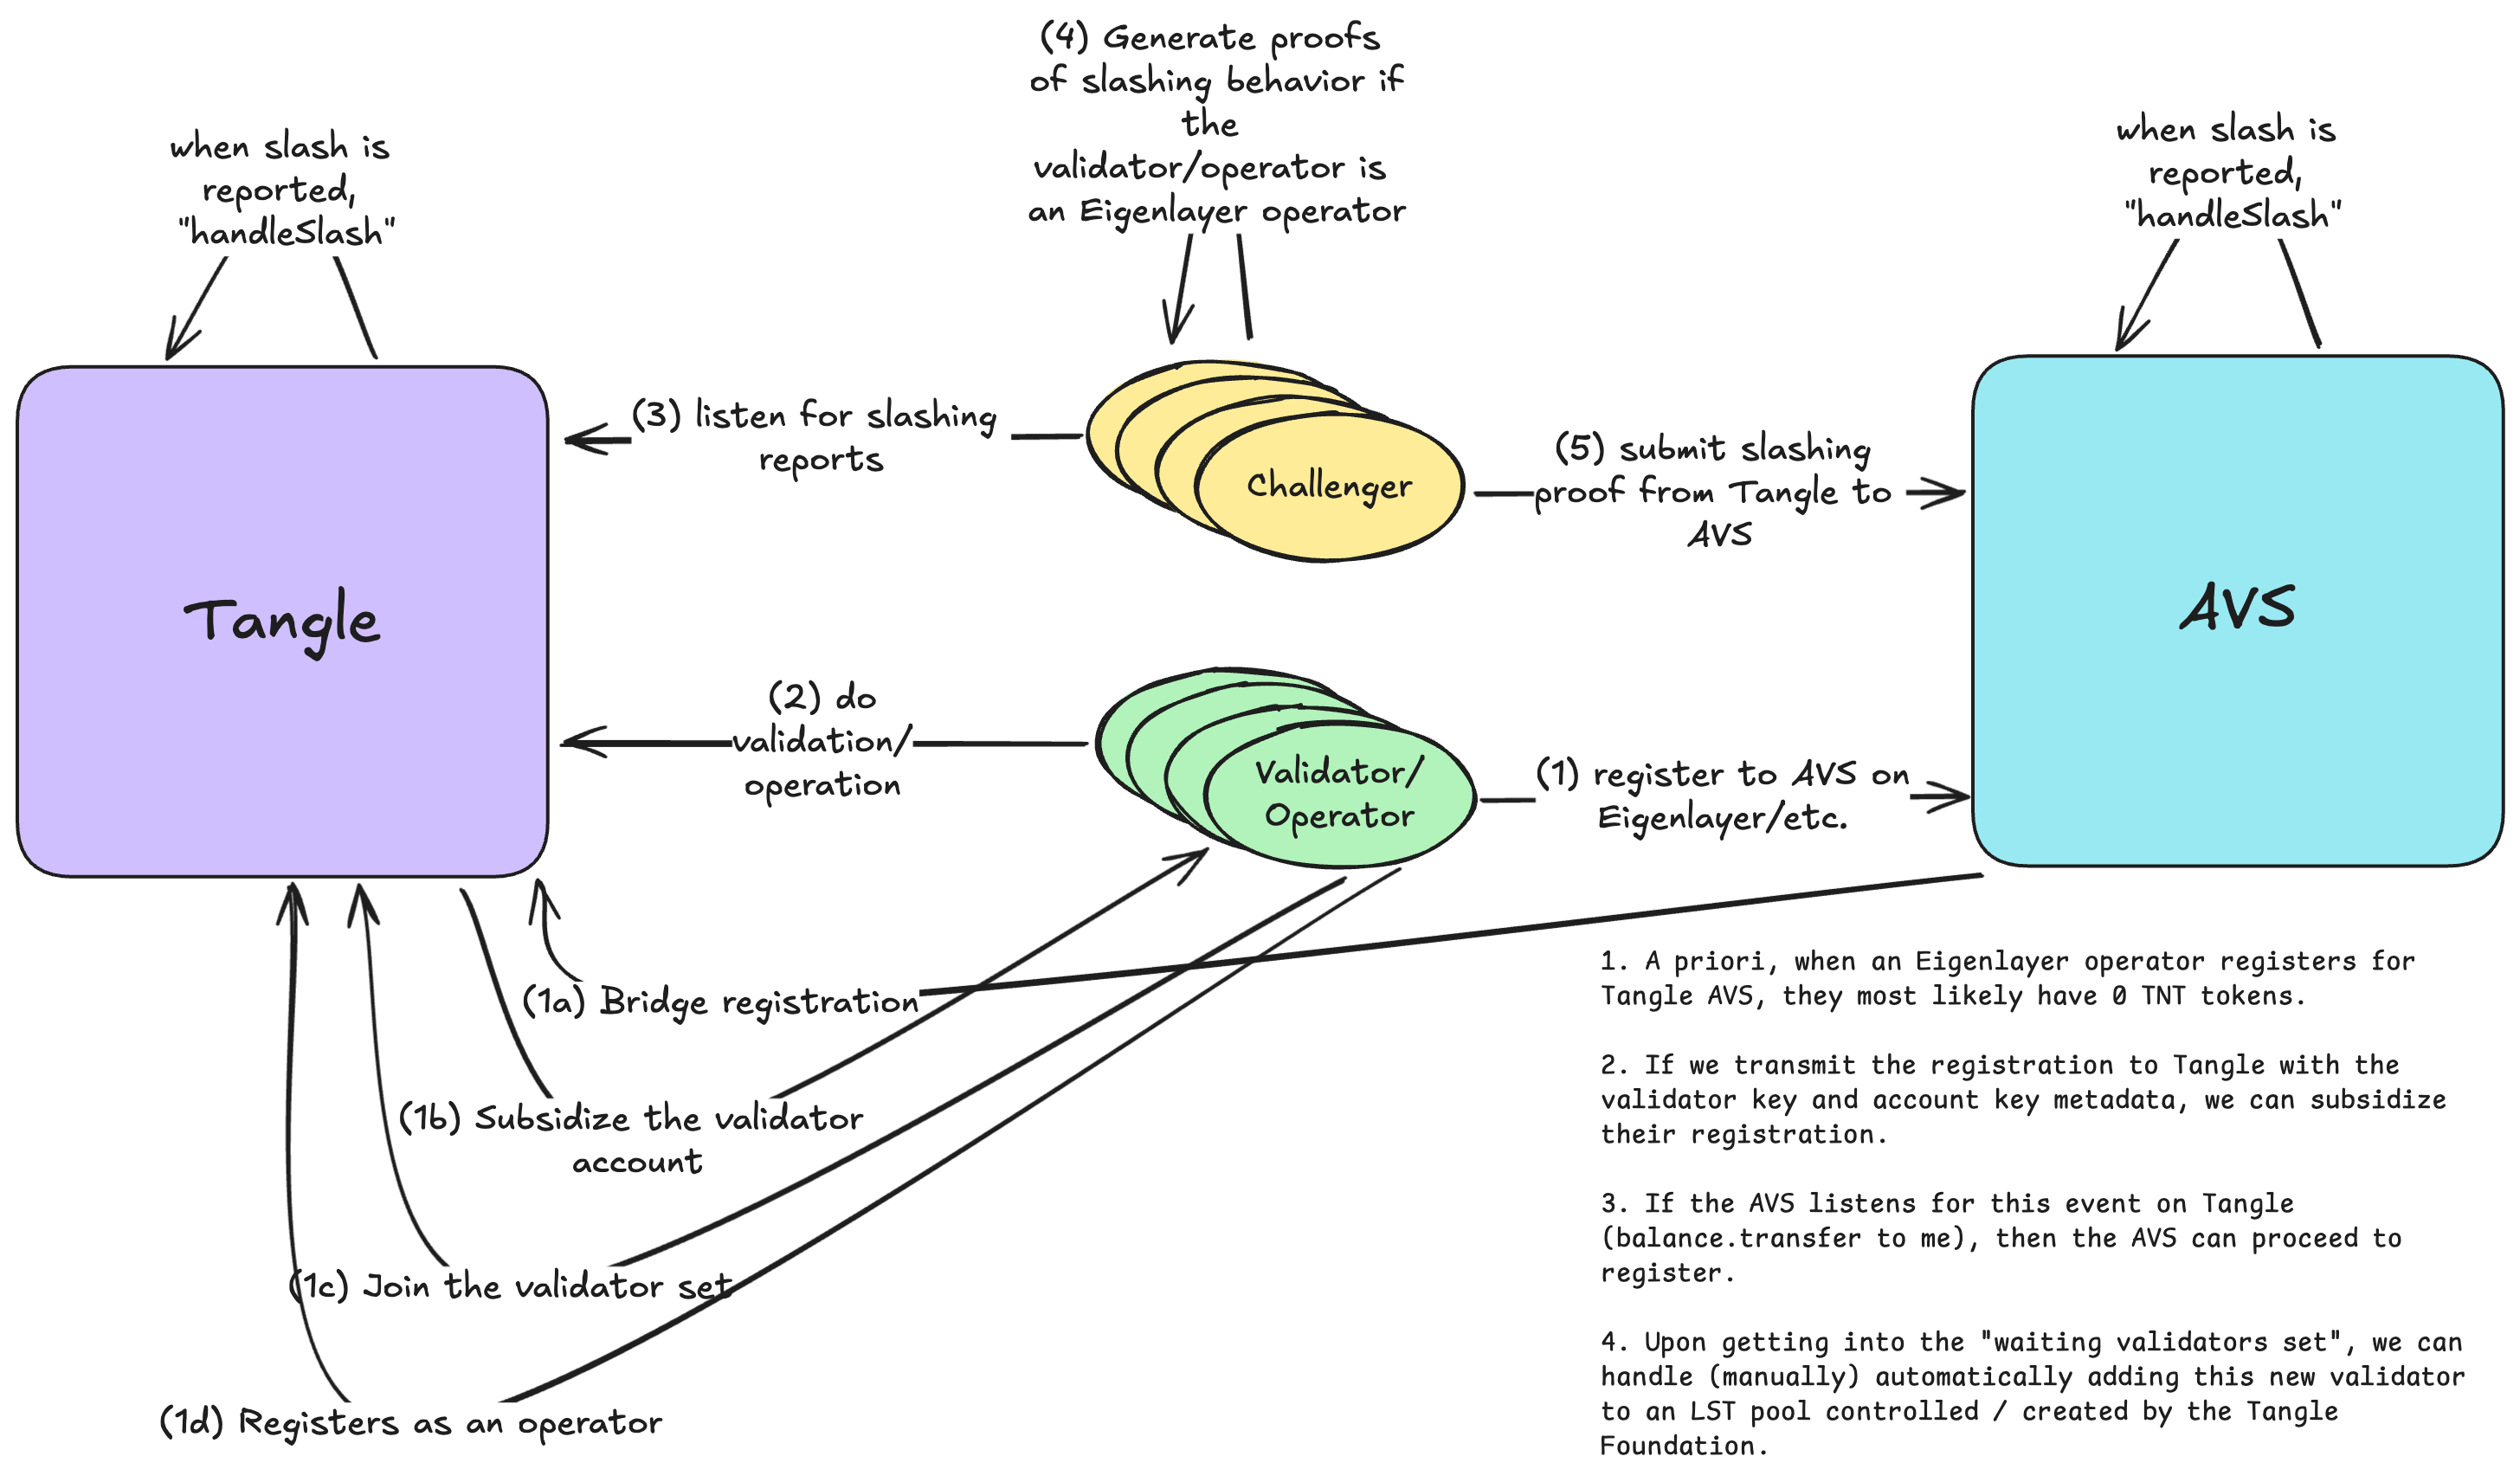 (4) Generate proofs
of slashing behavior if
the
validator/operator is
an Eigenlayer operator
when slash is
reported,
"handleSlash"
when slash is
reported,
"handleSlash"
(3) listen for slashing
reports
Challenger
(5) submit slashing
proof from Tangle to
AVS
Tangle
AVS
(2) do
validation/
operation
Validator/
Operator
(1) register to AVS on
Eigenlayer/etc.
(1a) Bridge registration
(1b) Subsidize the validator
account
(1c) Join the validator set
(1d) Registers as an operator
1. A priori, when an Eigenlayer operator registers for
Tangle AVS, they most likely have 0 TNT tokens.
2. If we transmit the registration to Tangle with the
validator key and account key metadata, we can subsidize
their registration.
3. If the AVS listens for this event on Tangle
(balance.transfer to me), then the AVS can proceed to
register.
4. Upon getting into the "waiting validators set", we can
handle (manually) automatically adding this new validator
to an LST pool controlled / created by the Tangle
Foundation.